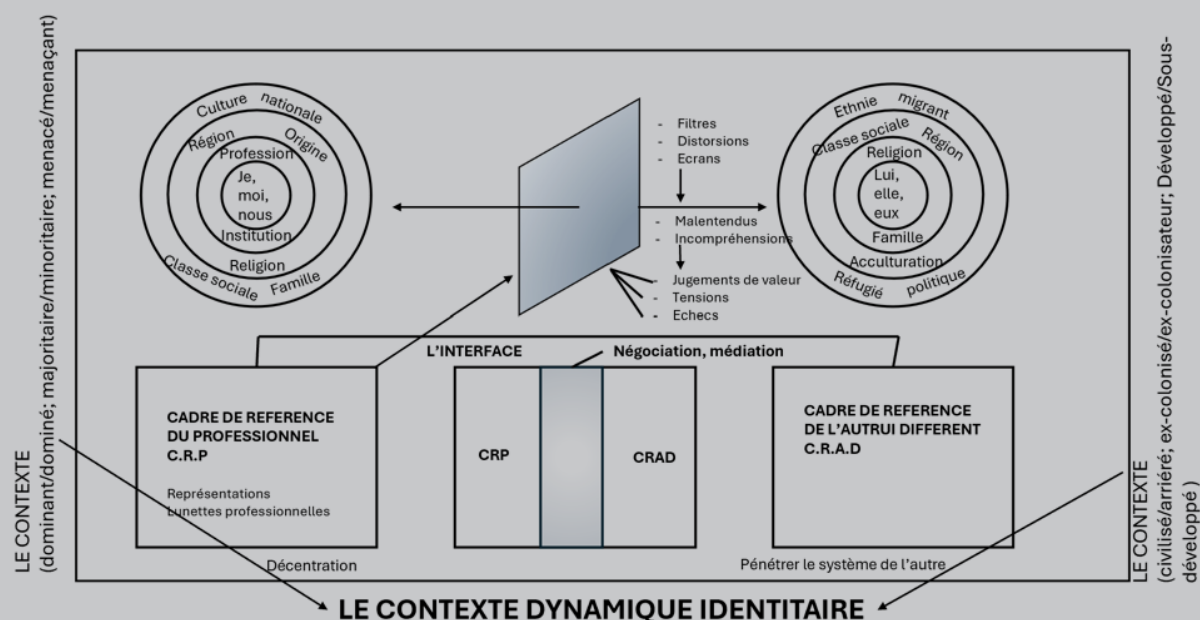 LE CONTEXTE
(dominant/dominé; majoritaire/minoritaire; menacé/menaçant)
Culture nationale
Région Origine
Profession
Je,
moi,
nous
Institution
Religion
Classe sociale Famille
- Filtres
- Distorsions
- Ecrans
- Malentendus
- Incompréhensions
- Jugements de valeur
- Tensions
- Echecs
Ethnie migrant
Classe sociale Région
Religion
Lui,
elle,
eux
Famille
Acculturation
Réfugié politique
L'INTERFACE
Négociation, médiation
CADRE DE REFERENCE
DU PROFESSIONNEL
C.R.P
Représentations
Lunettes professionnelles
CRP
CRAD
CADRE DE REFERENCE
DE L'AUTRUI DIFFERENT
C.R.A.D
Décentration
Pénétrer le système de l'autre
LE CONTEXTE
(civilisé/arriéré; ex-colonisé/ex-colonisateur; Développé/Sous-
développé )
LE CONTEXTE DYNAMIQUE IDENTITAIRE